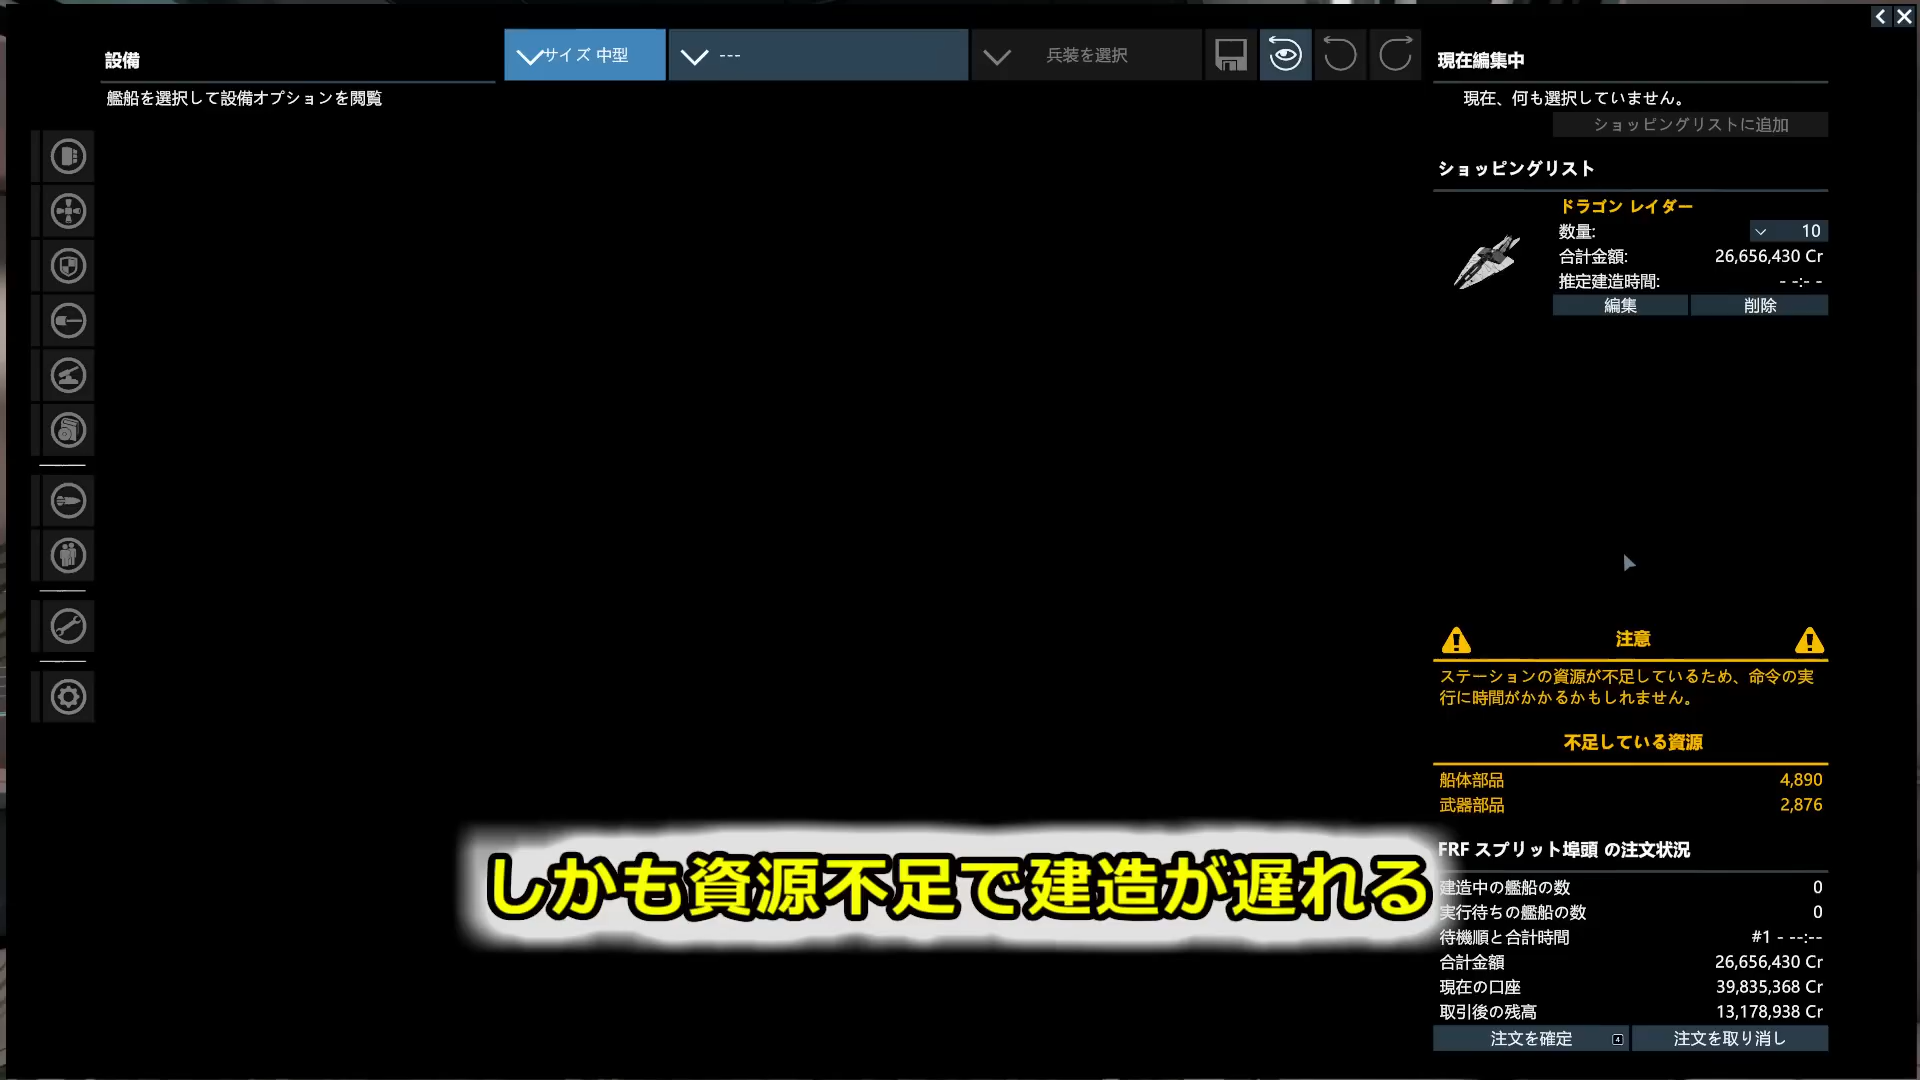 設備
艦船を選択して設備オプションを閲覧
サイズ 中型
---
兵装を選択
現在編集中
現在、何も選択していません。
ショッピングリストに追加
ショッピングリスト
ドラゴン レイダー
数量: 10
合計金額: 26,656,430 Cr
推定建造時間: - -:- -
編集 削除
注意
ステーションの資源が不足しているため、命令の実
行に時間がかかるかもしれません。
不足している資源
船体部品 4,890
武器部品 2,876
FRF スプリット埠頭 の注文状況
建造中の艦船の数 0
実行待ちの艦船の数 0
待機順と合計時間 #1 - --:--
合計金額 26,656,430 Cr
現在の口座 39,835,368 Cr
取引後の残高 13,178,938 Cr
注文を確定 4 注文を取り消し
しかも資源不足で建造が遅れる